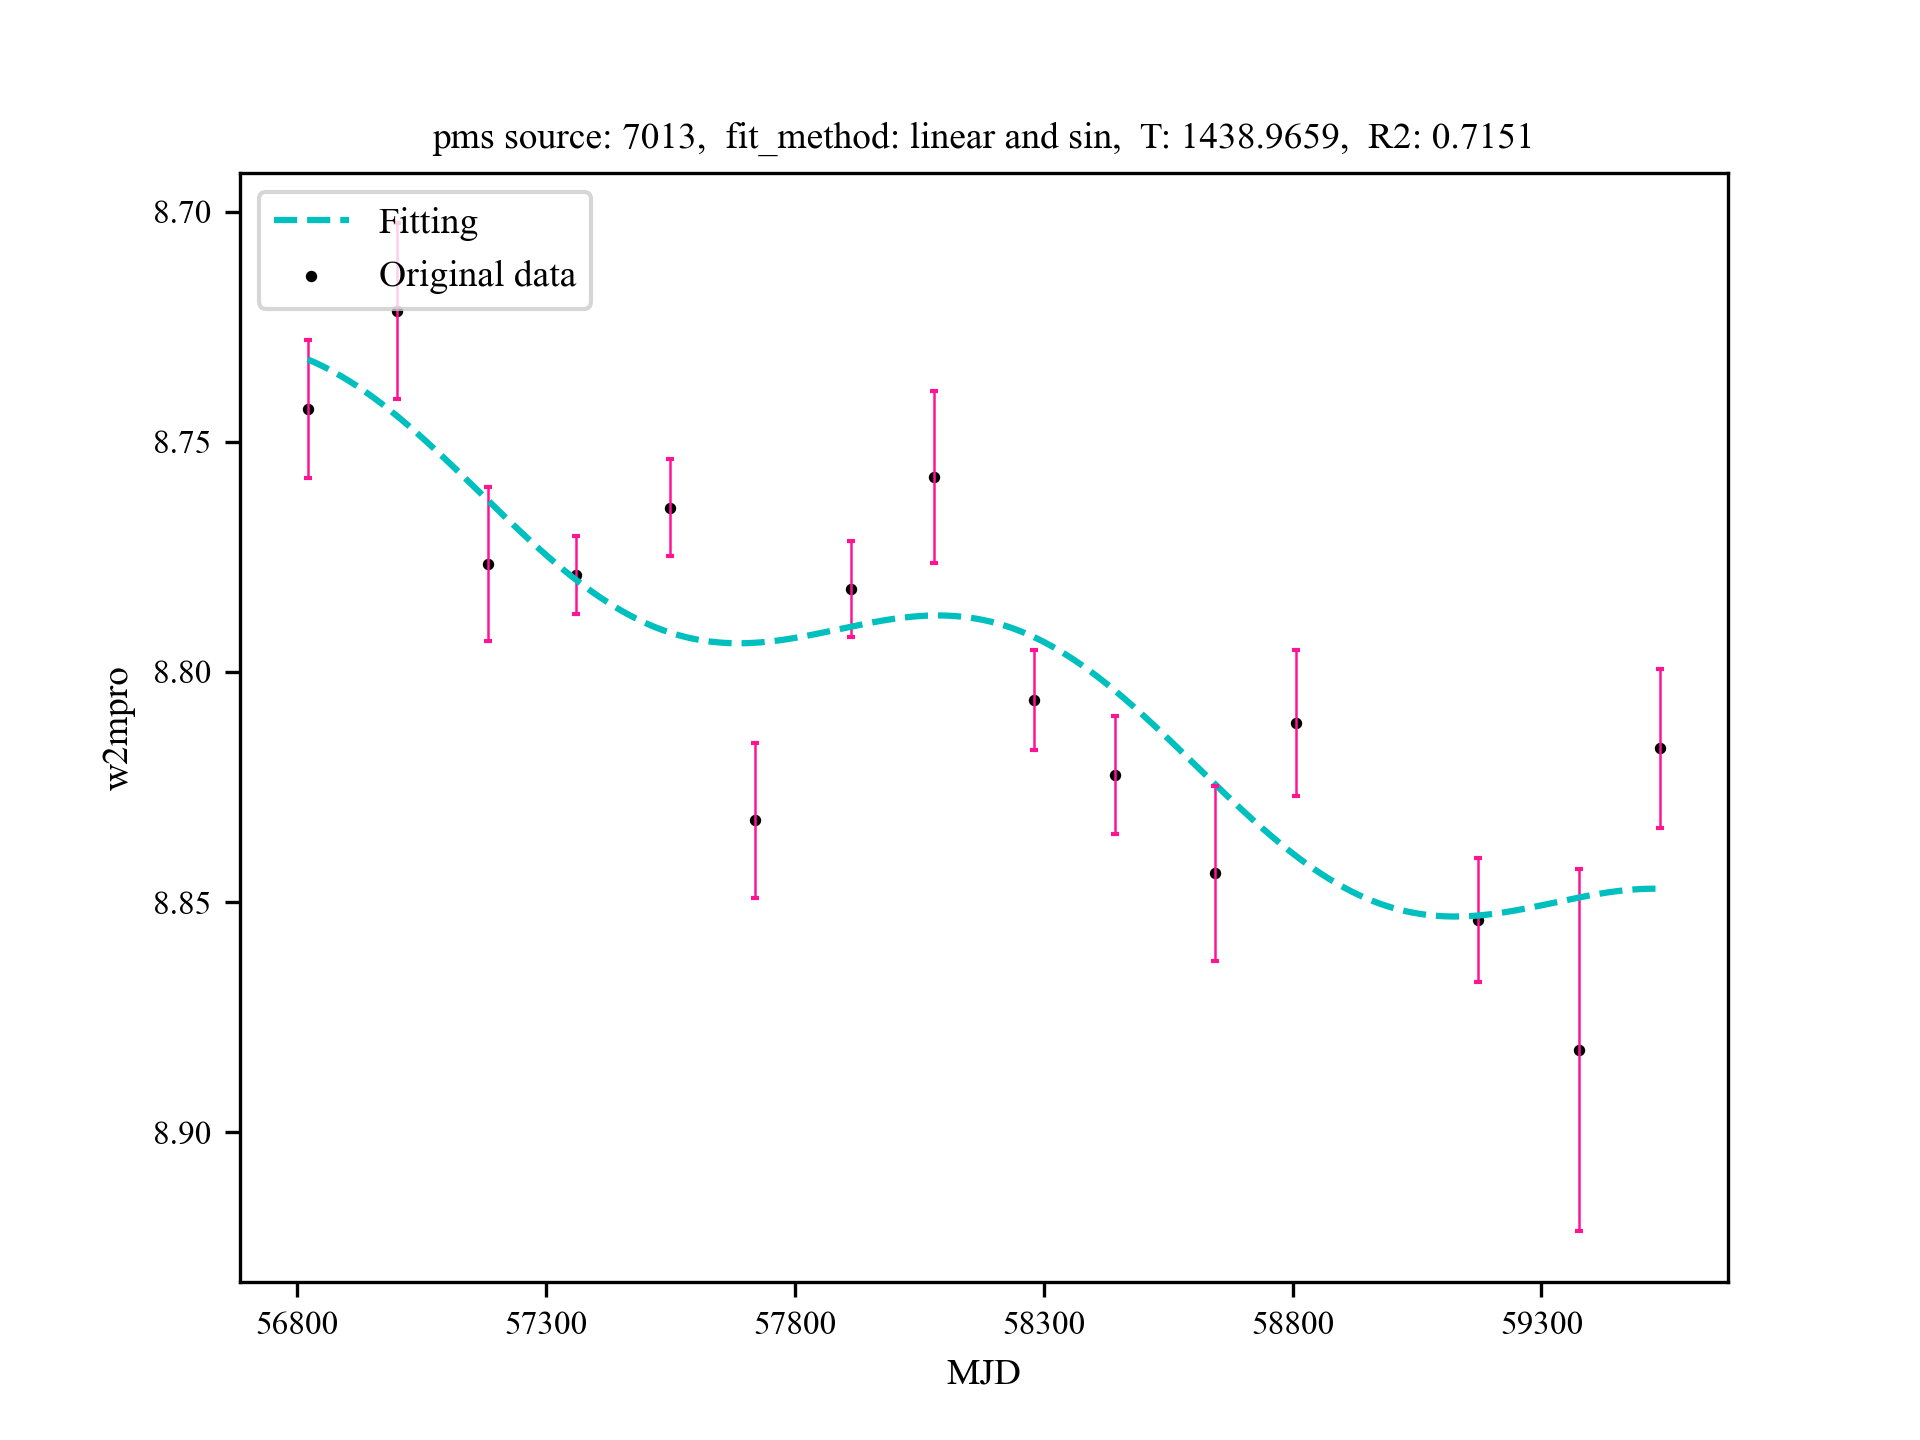 pms source: 7013,  fit_method: linear and sin,  T: 1438.9659,  R2: 0.7151
Fitting
Original data
8.70
8.75
8.80
8.85
8.90
w2mpro
56800
57300
57800
58300
58800
59300
MJD